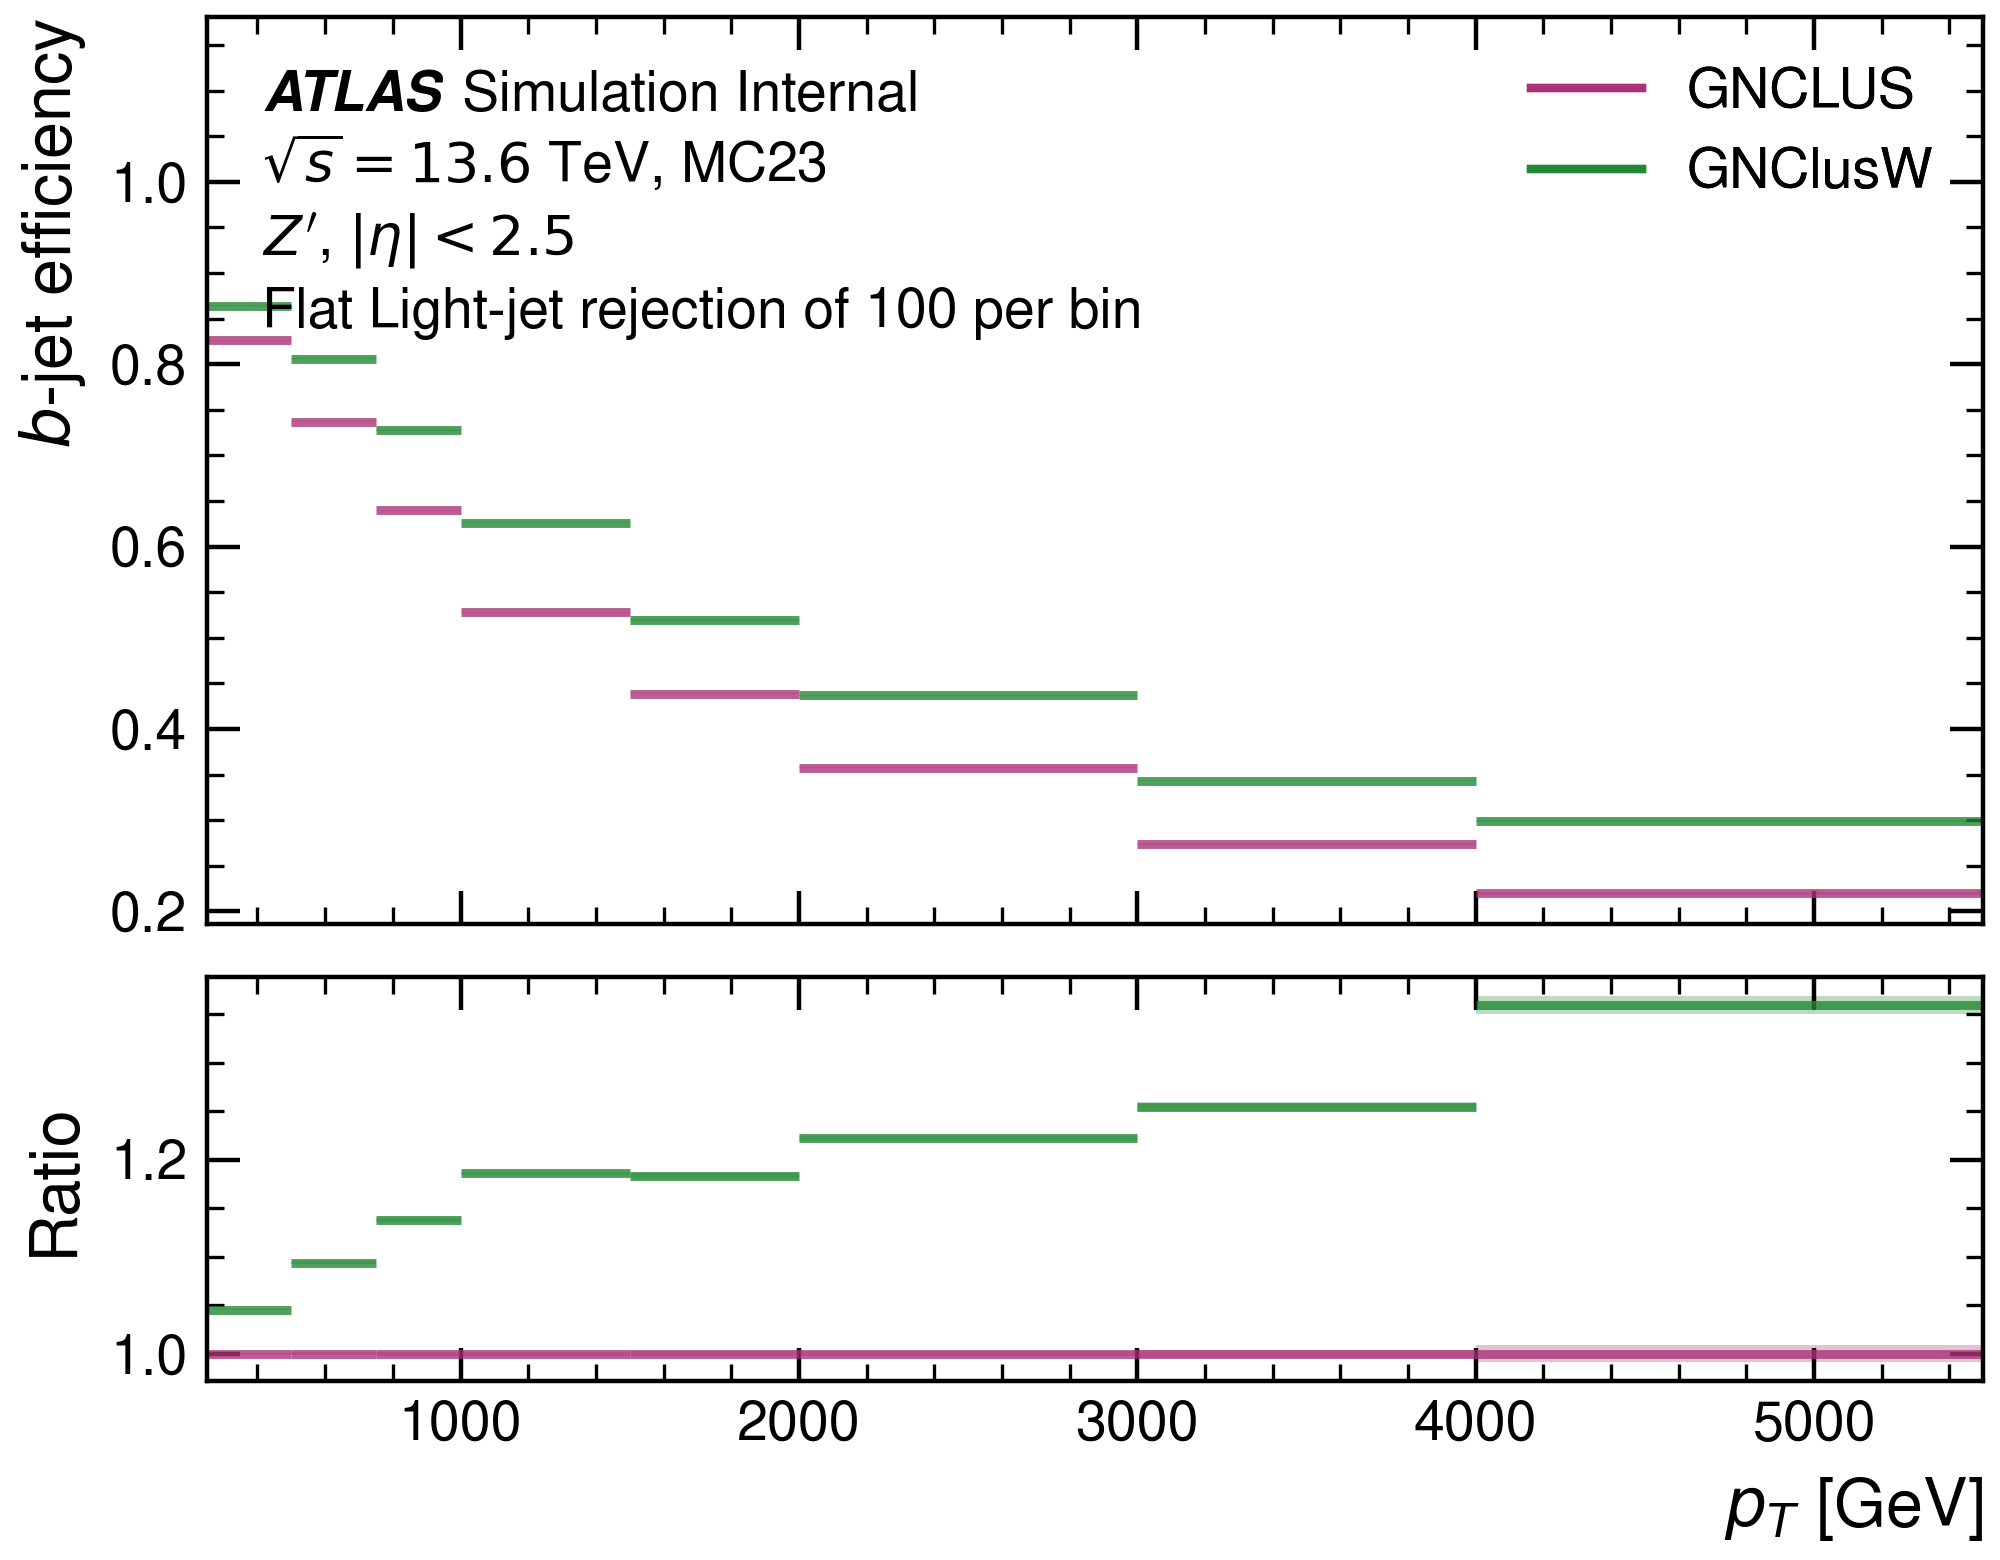 b-jet efficiency
ATLAS Simulation Internal
√s = 13.6 TeV, MC23
Z′, |η| < 2.5
Flat Light-jet rejection of 100 per bin
GNCLUS
GNClusW
1.0
0.8
0.6
0.4
0.2
Ratio
1.2
1.0
1000 2000 3000 4000 5000
p_T [GeV]